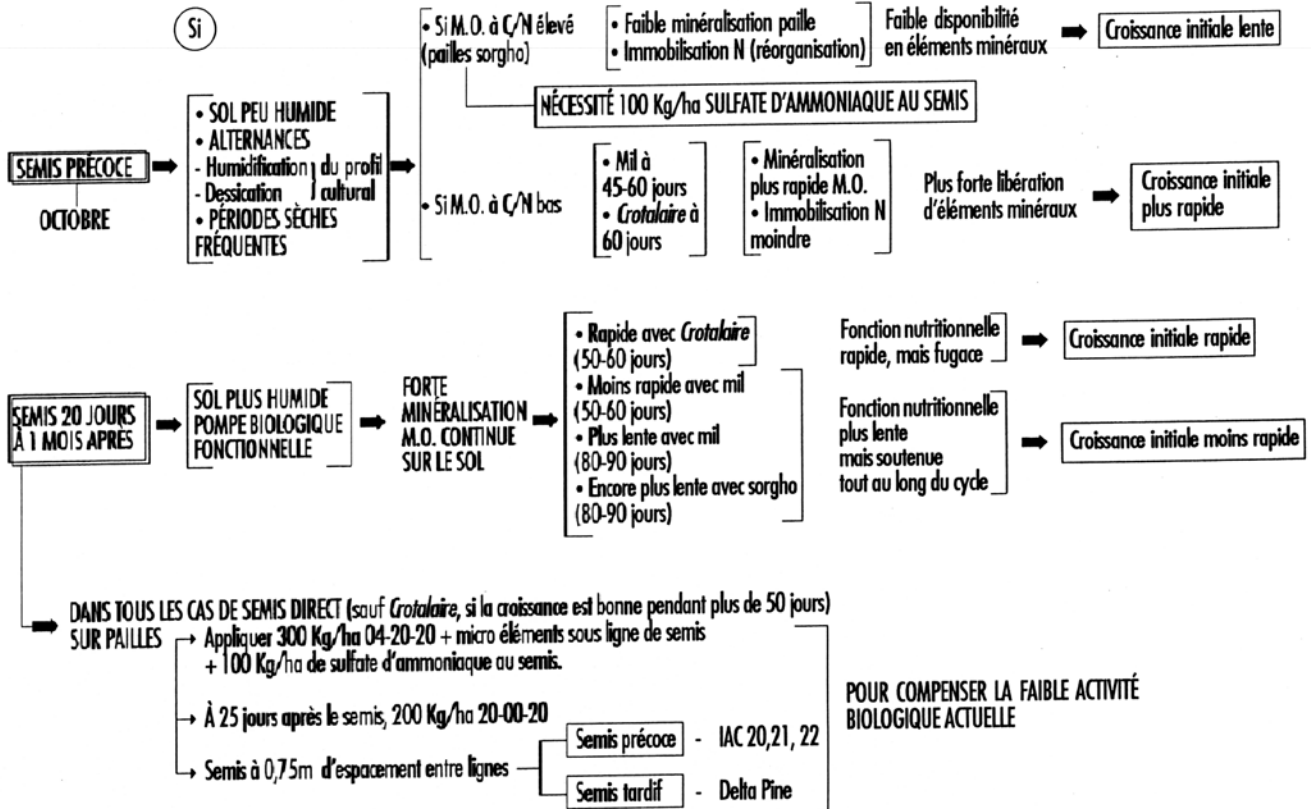 Si
SEMIS PRÉCOCE
OCTOBRE
• SOL PEU HUMIDE
• ALTERNANCES
- Humidification } du profil
- Dessication } cultural
• PÉRIODES SÈCHES
FRÉQUENTES
• Si M.O. à C/N élevé
(pailles sorgho)
• Faible minéralisation paille
• Immobilisation N (réorganisation)
Faible disponibilité
en éléments minéraux
Croissance initiale lente
NÉCESSITÉ 100 Kg/ha SULFATE D'AMMONIAQUE AU SEMIS
• Si M.O. à C/N bas
• Mil à
45-60 jours
• Crotalaire à
60 jours
• Minéralisation
plus rapide M.O.
• Immobilisation N
moindre
Plus forte libération
d'éléments minéraux
Croissance initiale
plus rapide
SEMIS 20 JOURS
À 1 MOIS APRÈS
SOL PLUS HUMIDE
POMPE BIOLOGIQUE
FONCTIONNELLE
FORTE
MINÉRALISATION
M.O. CONTINUE
SUR LE SOL
• Rapide avec Crotalaire
(50-60 jours)
• Moins rapide avec mil
(50-60 jours)
• Plus lente avec mil
(80-90 jours)
• Encore plus lente avec sorgho
(80-90 jours)
Fonction nutritionnelle
rapide, mais fugace
Croissance initiale rapide
Fonction nutritionnelle
plus lente
mais soutenue
tout au long du cycle
Croissance initiale moins rapide
DANS TOUS LES CAS DE SEMIS DIRECT (sauf Crotalaire, si la croissance est bonne pendant plus de 50 jours)
SUR PAILLES
Appliquer 300 Kg/ha 04-20-20 + micro éléments sous ligne de semis
+ 100 Kg/ha de sulfate d'ammoniaque au semis.
À 25 jours après le semis, 200 Kg/ha 20-00-20
Semis à 0,75m d'espacement entre lignes
Semis précoce - IAC 20,21, 22
Semis tardif - Delta Pine
POUR COMPENSER LA FAIBLE ACTIVITÉ
BIOLOGIQUE ACTUELLE